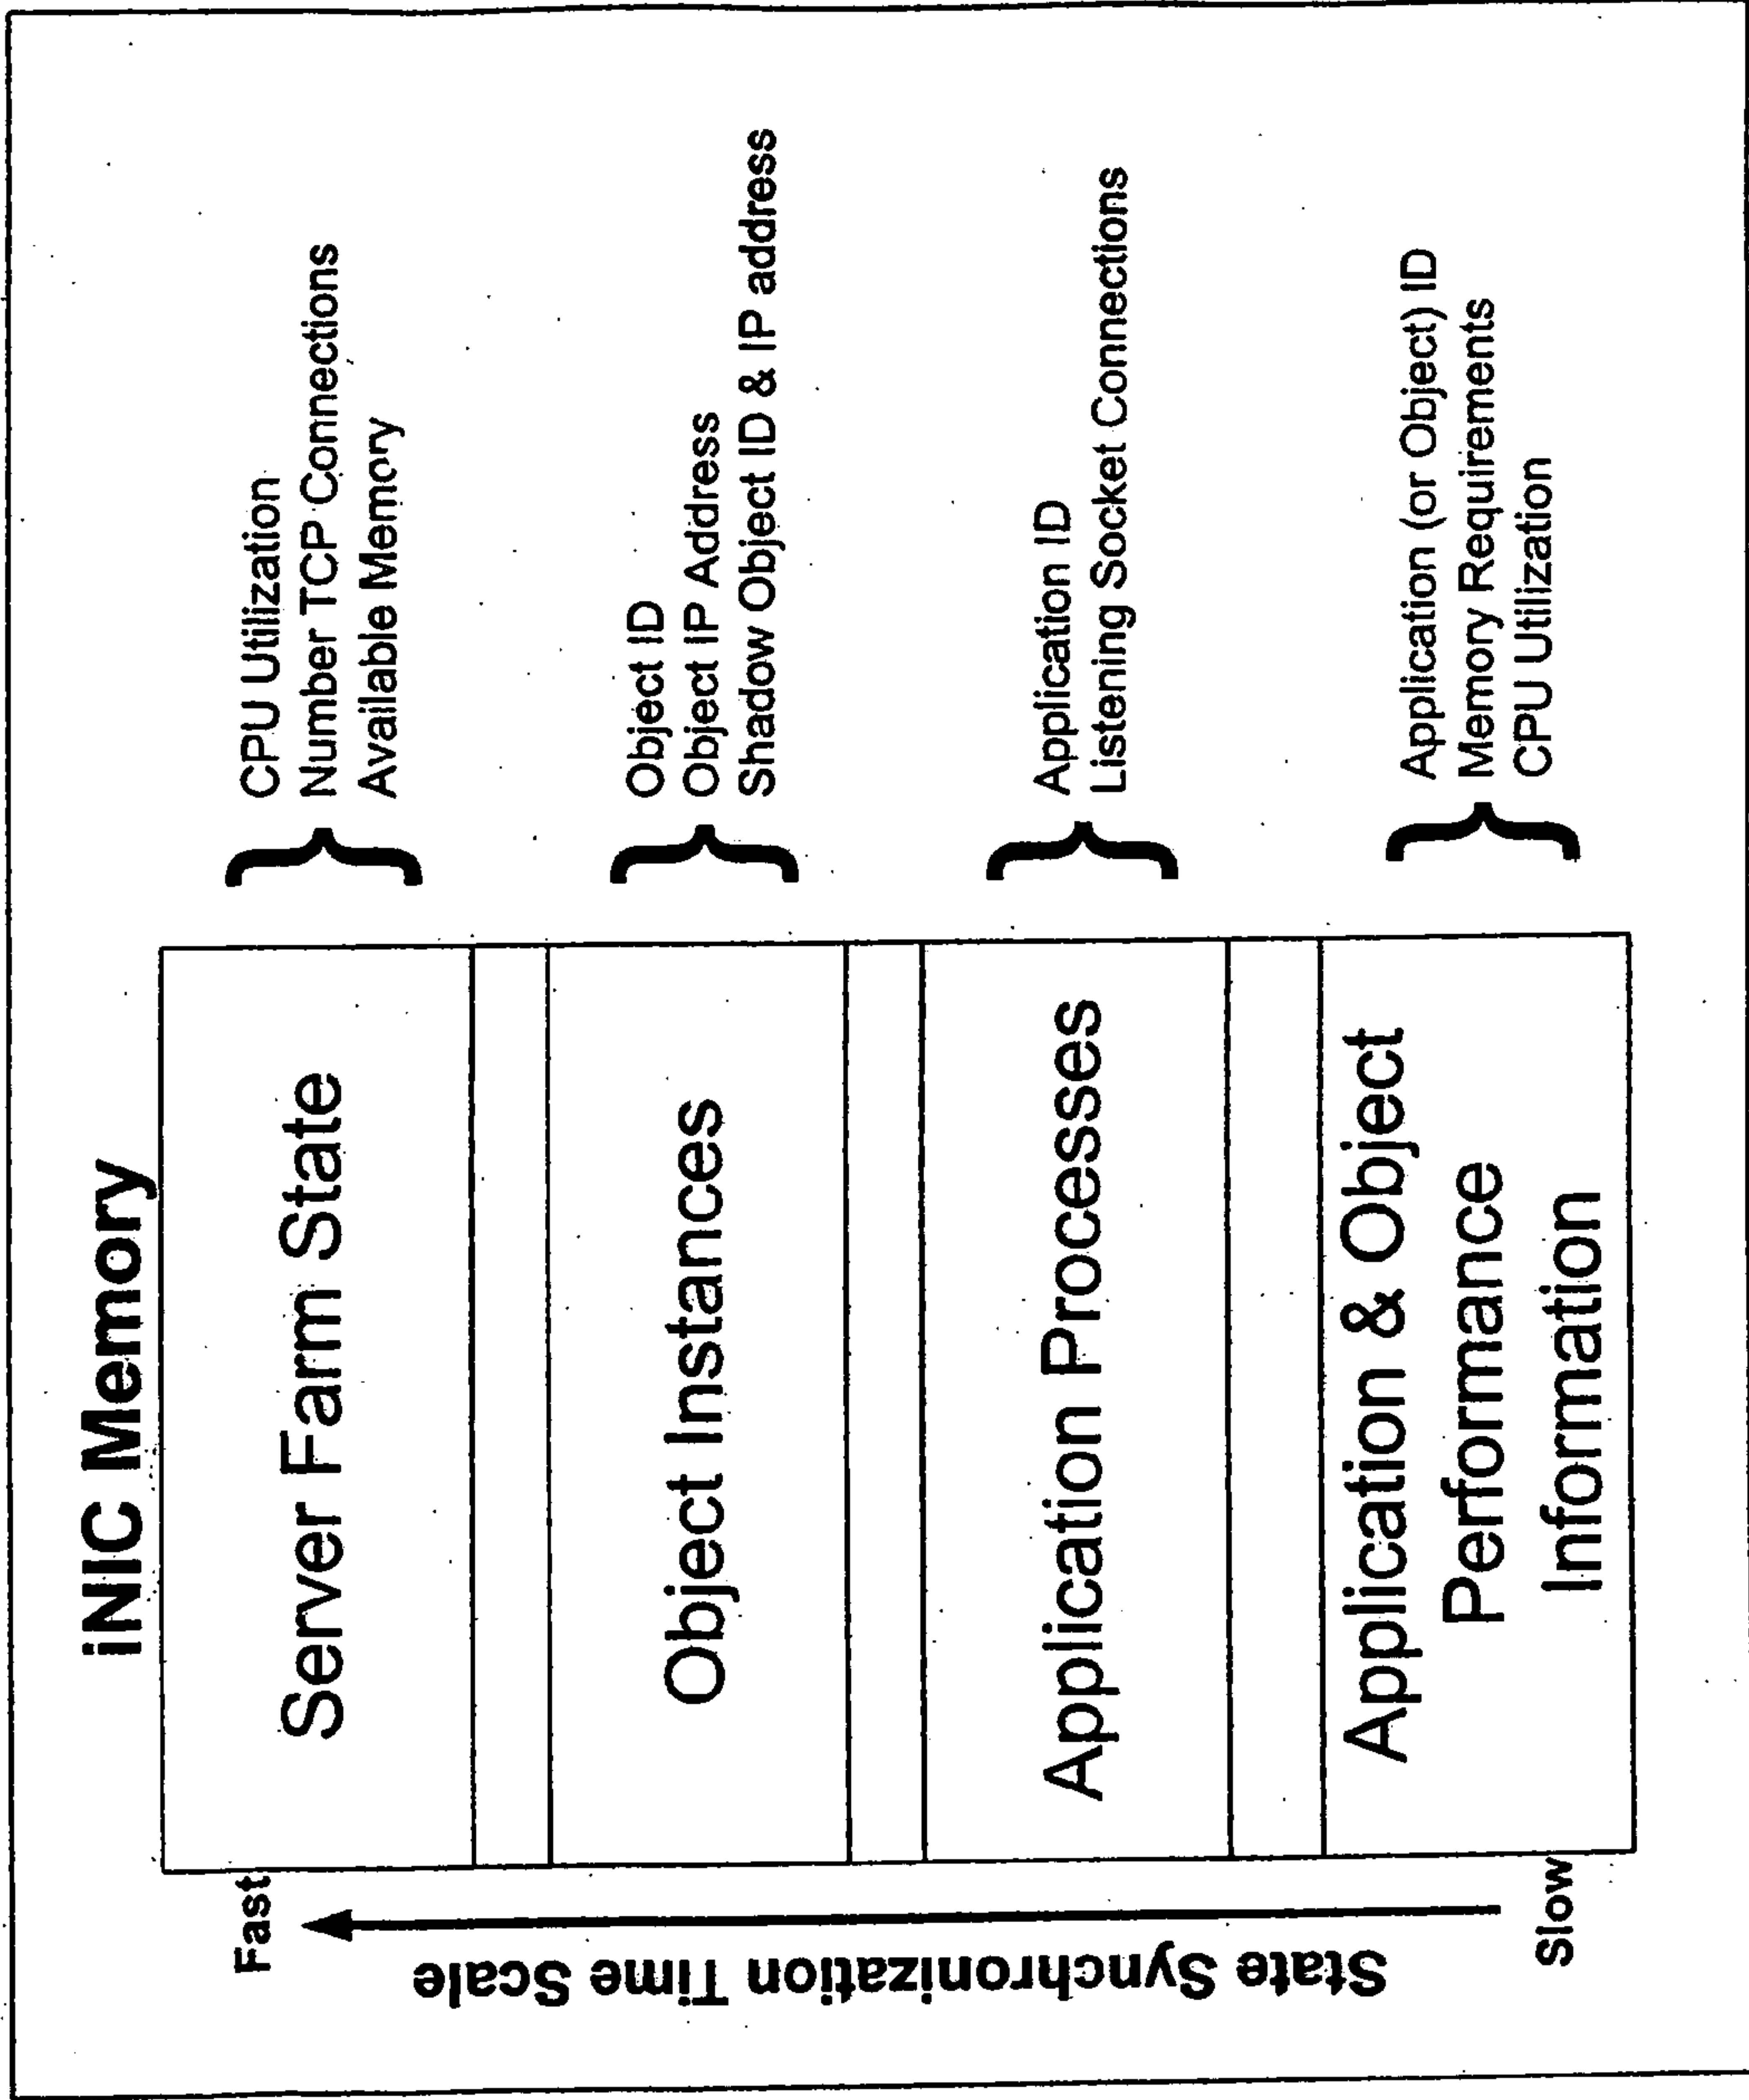 iNIC Memory
Fast
State Synchronization Time Scale
Slow
Server Farm State
CPU Utilization
Number TCP Connections
Available Memory
Object Instances
Object ID
Object IP Address
Shadow Object ID & IP address
Application Processes
Application ID
Listening Socket Connections
Application & Object
Performance
Information
Application (or Object) ID
Memory Requirements
CPU Utilization